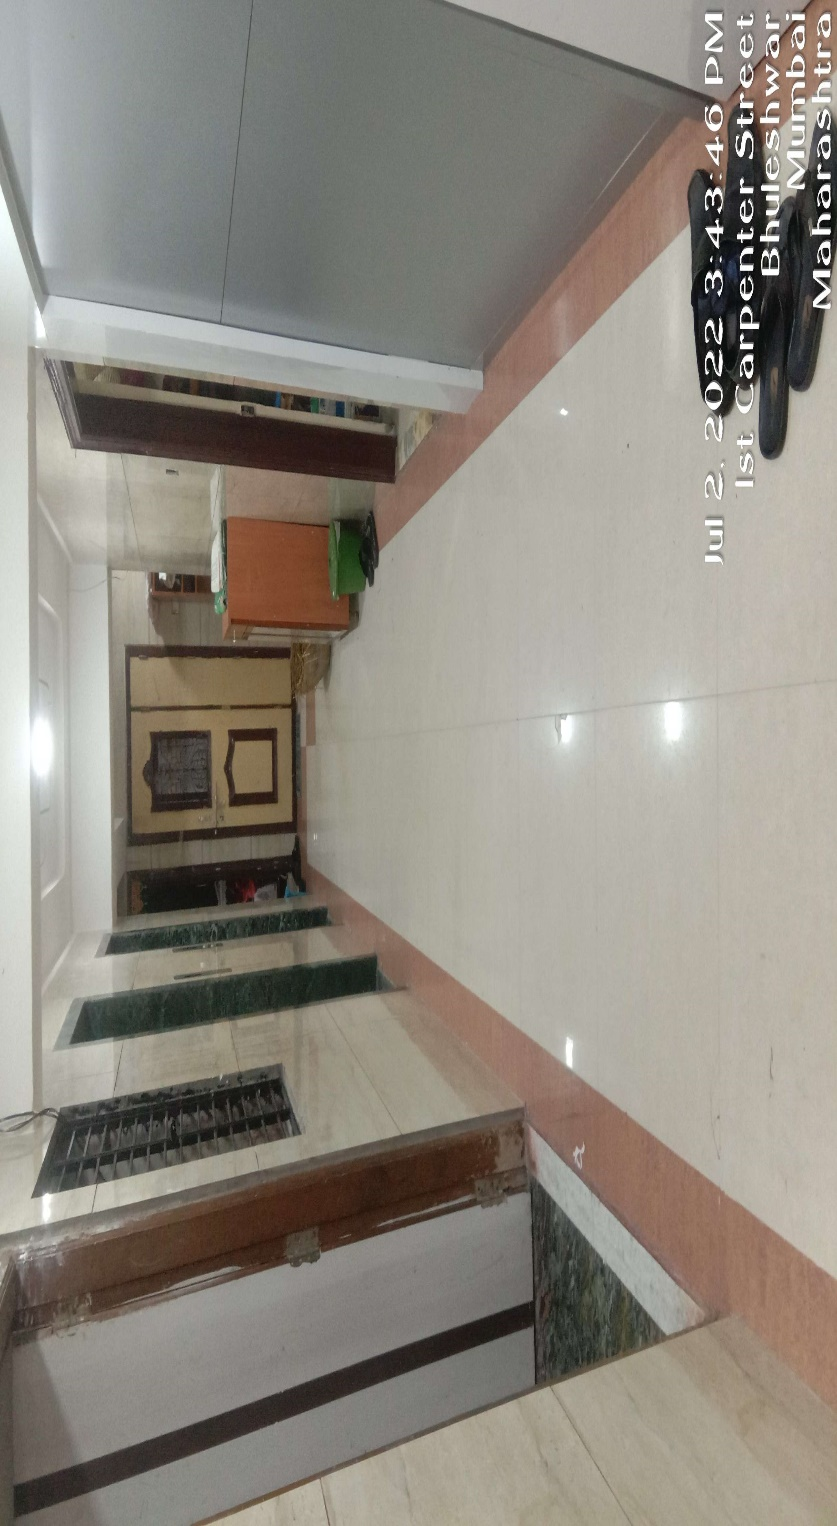 Jul 2, 2022 3:43:46 PM
1st Carpenter Street
Bhuleshwar
Mumbai
Maharashtra